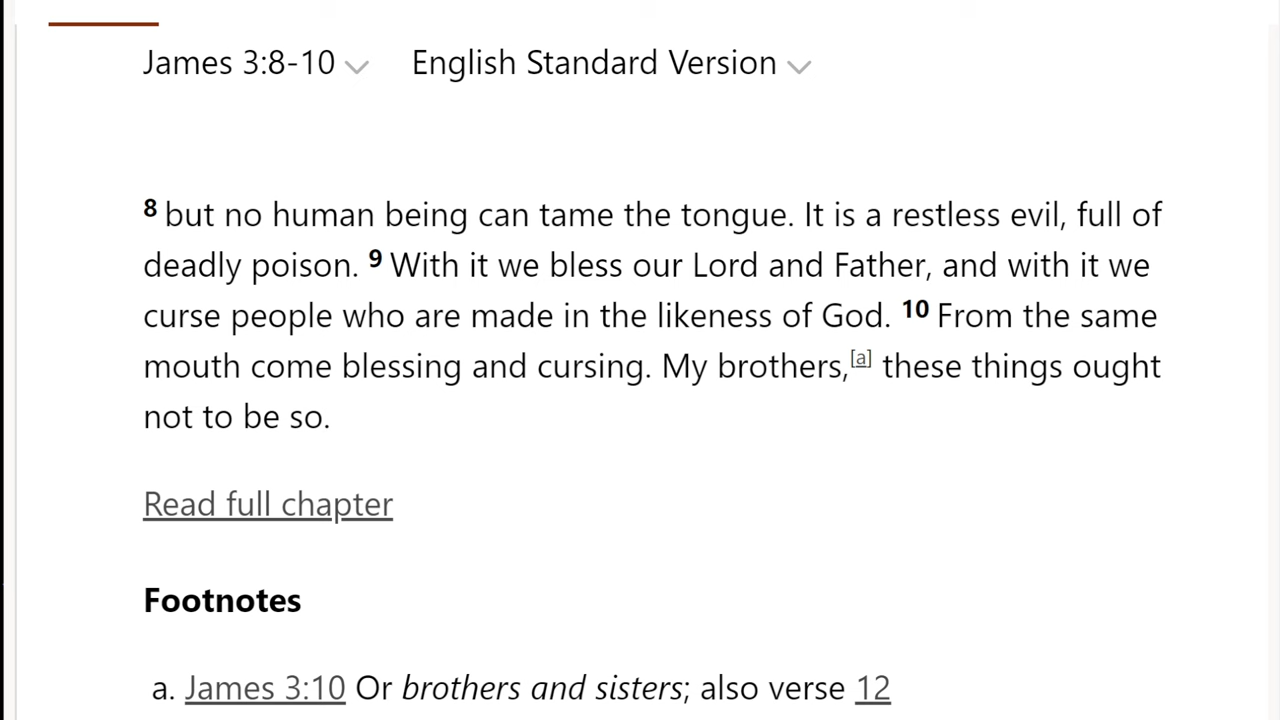 James 3:8-10 English Standard Version
8 but no human being can tame the tongue. It is a restless evil, full of
deadly poison. 9 With it we bless our Lord and Father, and with it we
curse people who are made in the likeness of God. 10 From the same
mouth come blessing and cursing. My brothers,[a] these things ought
not to be so.
Read full chapter
Footnotes
a. James 3:10 Or brothers and sisters; also verse 12